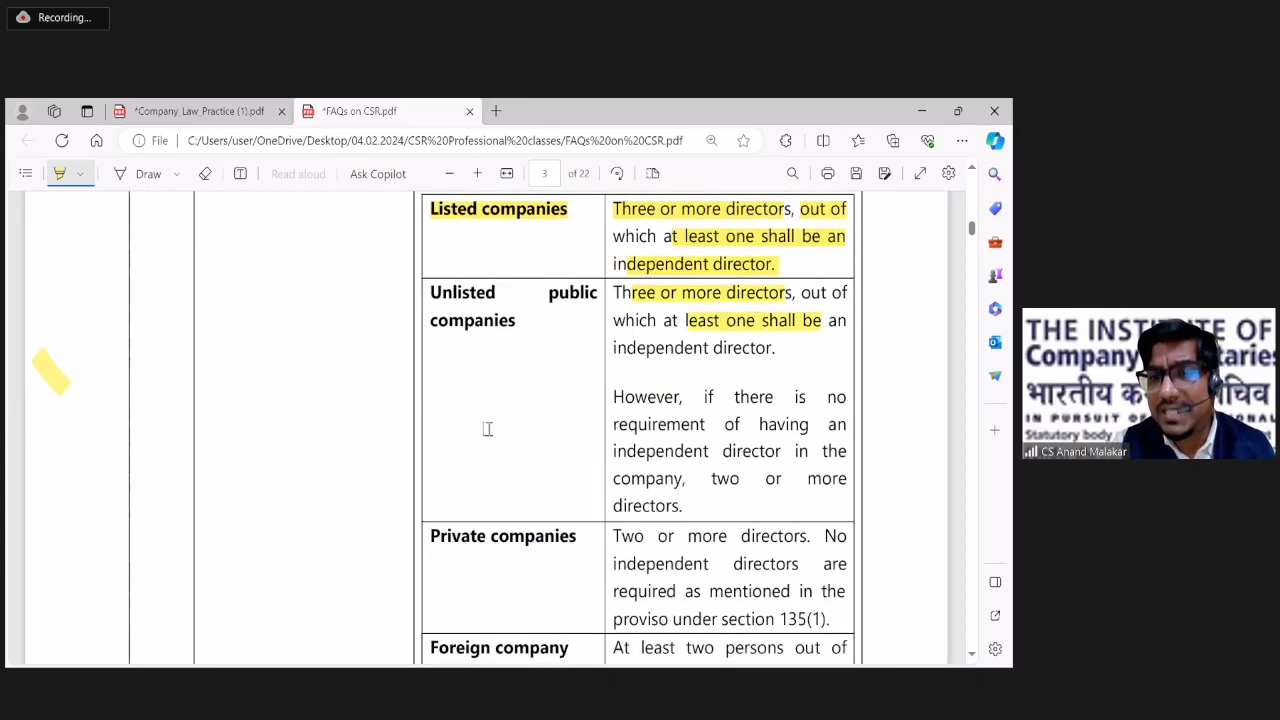 Recording...
*Company_Law_Practice (1).pdf
*FAQs on CSR.pdf
File
C:/Users/user/OneDrive/Desktop/04.02.2024/CSR%20Professional%20classes/FAQs%20on%20CSR.pdf
Draw
Read aloud
Ask Copilot
3
of 22
Listed companies
Three or more directors, out of
which at least one shall be an
independent director.
Unlisted public
companies
Three or more directors, out of
which at least one shall be an
independent director.
However, if there is no
requirement of having an
independent director in the
company, two or more
directors.
Private companies
Two or more directors. No
independent directors are
required as mentioned in the
proviso under section 135(1).
Foreign company
At least two persons out of
THE INSTITUTE OF
Company
भारतीय
IN PURSUIT OF
Statutory body
CS Anand Malakar